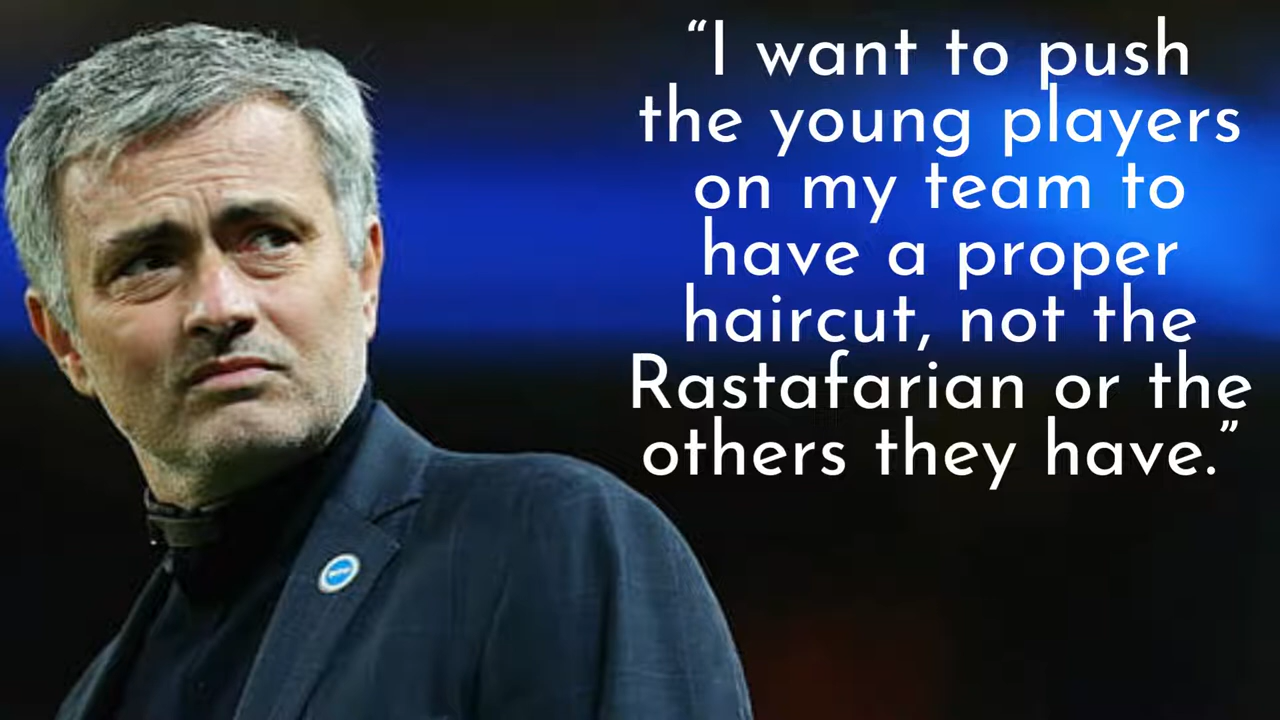 “I want to push
the young players
on my team to
have a proper
haircut, not the
Rastafarian or the
others they have.”